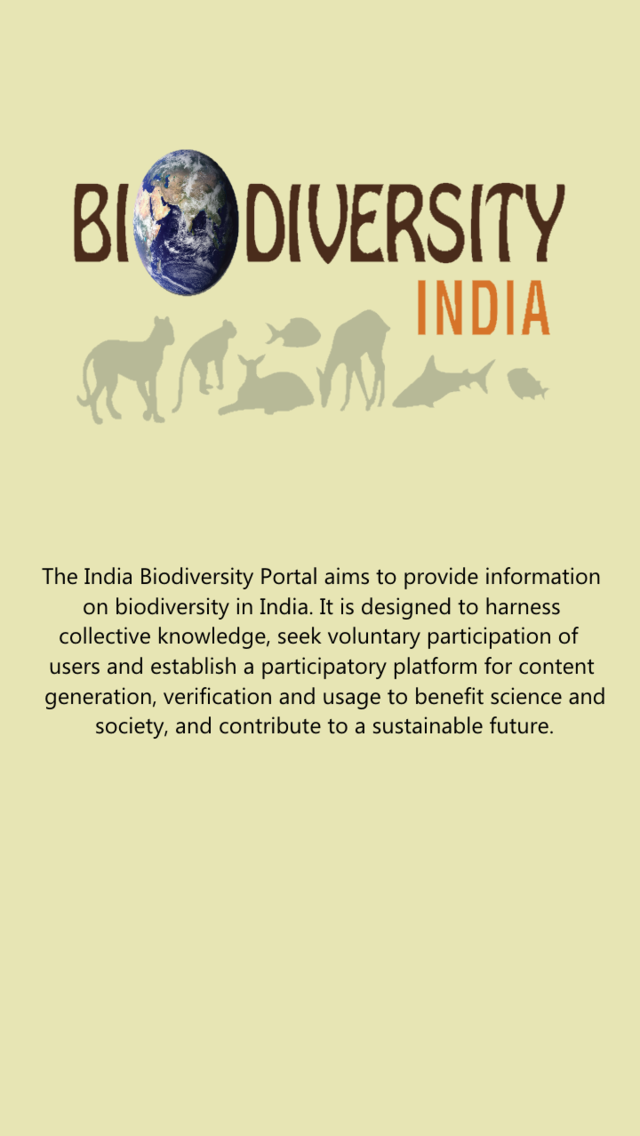 BIODIVERSITY
INDIA
The India Biodiversity Portal aims to provide information
on biodiversity in India. It is designed to harness
collective knowledge, seek voluntary participation of
users and establish a participatory platform for content
generation, verification and usage to benefit science and
society, and contribute to a sustainable future.